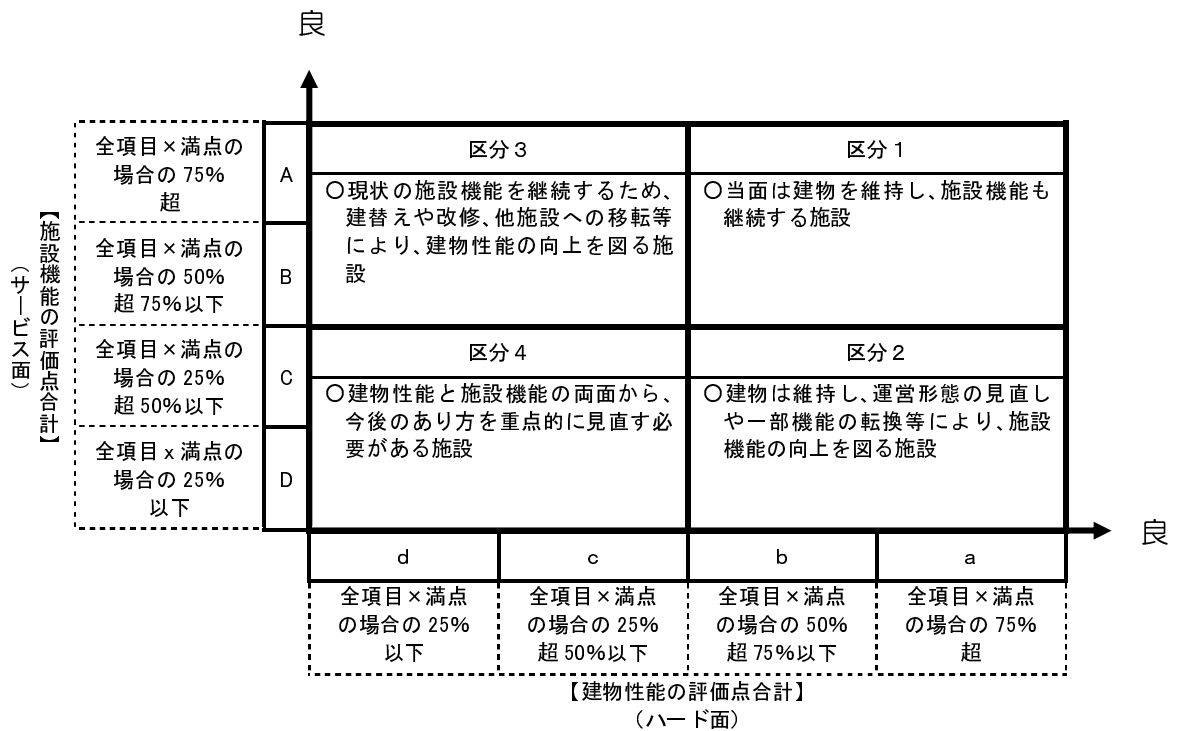 良
全項目×満点の
場合の 75%
超
A
全項目×満点の
場合の 50%
超 75%以下
B
全項目×満点の
場合の 25%
超 50%以下
C
全項目x満点の
場合の 25%
以下
D
【施設機能の評価点合計】
（サービス面）
区分３
○現状の施設機能を継続するため、
建替えや改修、他施設への移転等
により、建物性能の向上を図る施
設
区分１
○当面は建物を維持し、施設機能も
継続する施設
区分４
○建物性能と施設機能の両面から、
今後のあり方を重点的に見直す必
要がある施設
区分２
○建物は維持し、運営形態の見直し
や一部機能の転換等により、施設
機能の向上を図る施設
良
d
c
b
a
全項目×満点
の場合の 25%
以下
全項目×満点
の場合の 25%
超 50%以下
全項目×満点
の場合の 50%
超 75%以下
全項目×満点
の場合の 75%
超
【建物性能の評価点合計】
（ハード面）